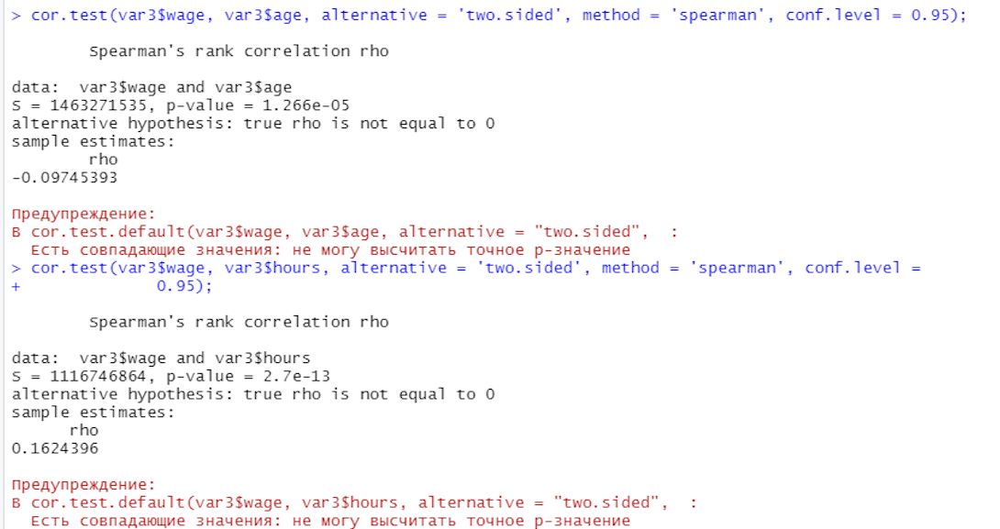 > cor.test(var3$wage, var3$age, alternative = 'two.sided', method = 'spearman', conf.level = 0.95);
Spearman's rank correlation rho
data:  var3$wage and var3$age
S = 1463271535, p-value = 1.266e-05
alternative hypothesis: true rho is not equal to 0
sample estimates:
rho
-0.09745393
Предупреждение:
В cor.test.default(var3$wage, var3$age, alternative = "two.sided",  :
Есть совпадающие значения: не могу высчитать точное p-значение
> cor.test(var3$wage, var3$hours, alternative = 'two.sided', method = 'spearman', conf.level =
+ 0.95);
Spearman's rank correlation rho
data:  var3$wage and var3$hours
S = 1116746864, p-value = 2.7e-13
alternative hypothesis: true rho is not equal to 0
sample estimates:
rho
0.1624396
Предупреждение:
В cor.test.default(var3$wage, var3$hours, alternative = "two.sided",  :
Есть совпадающие значения: не могу высчитать точное p-значение